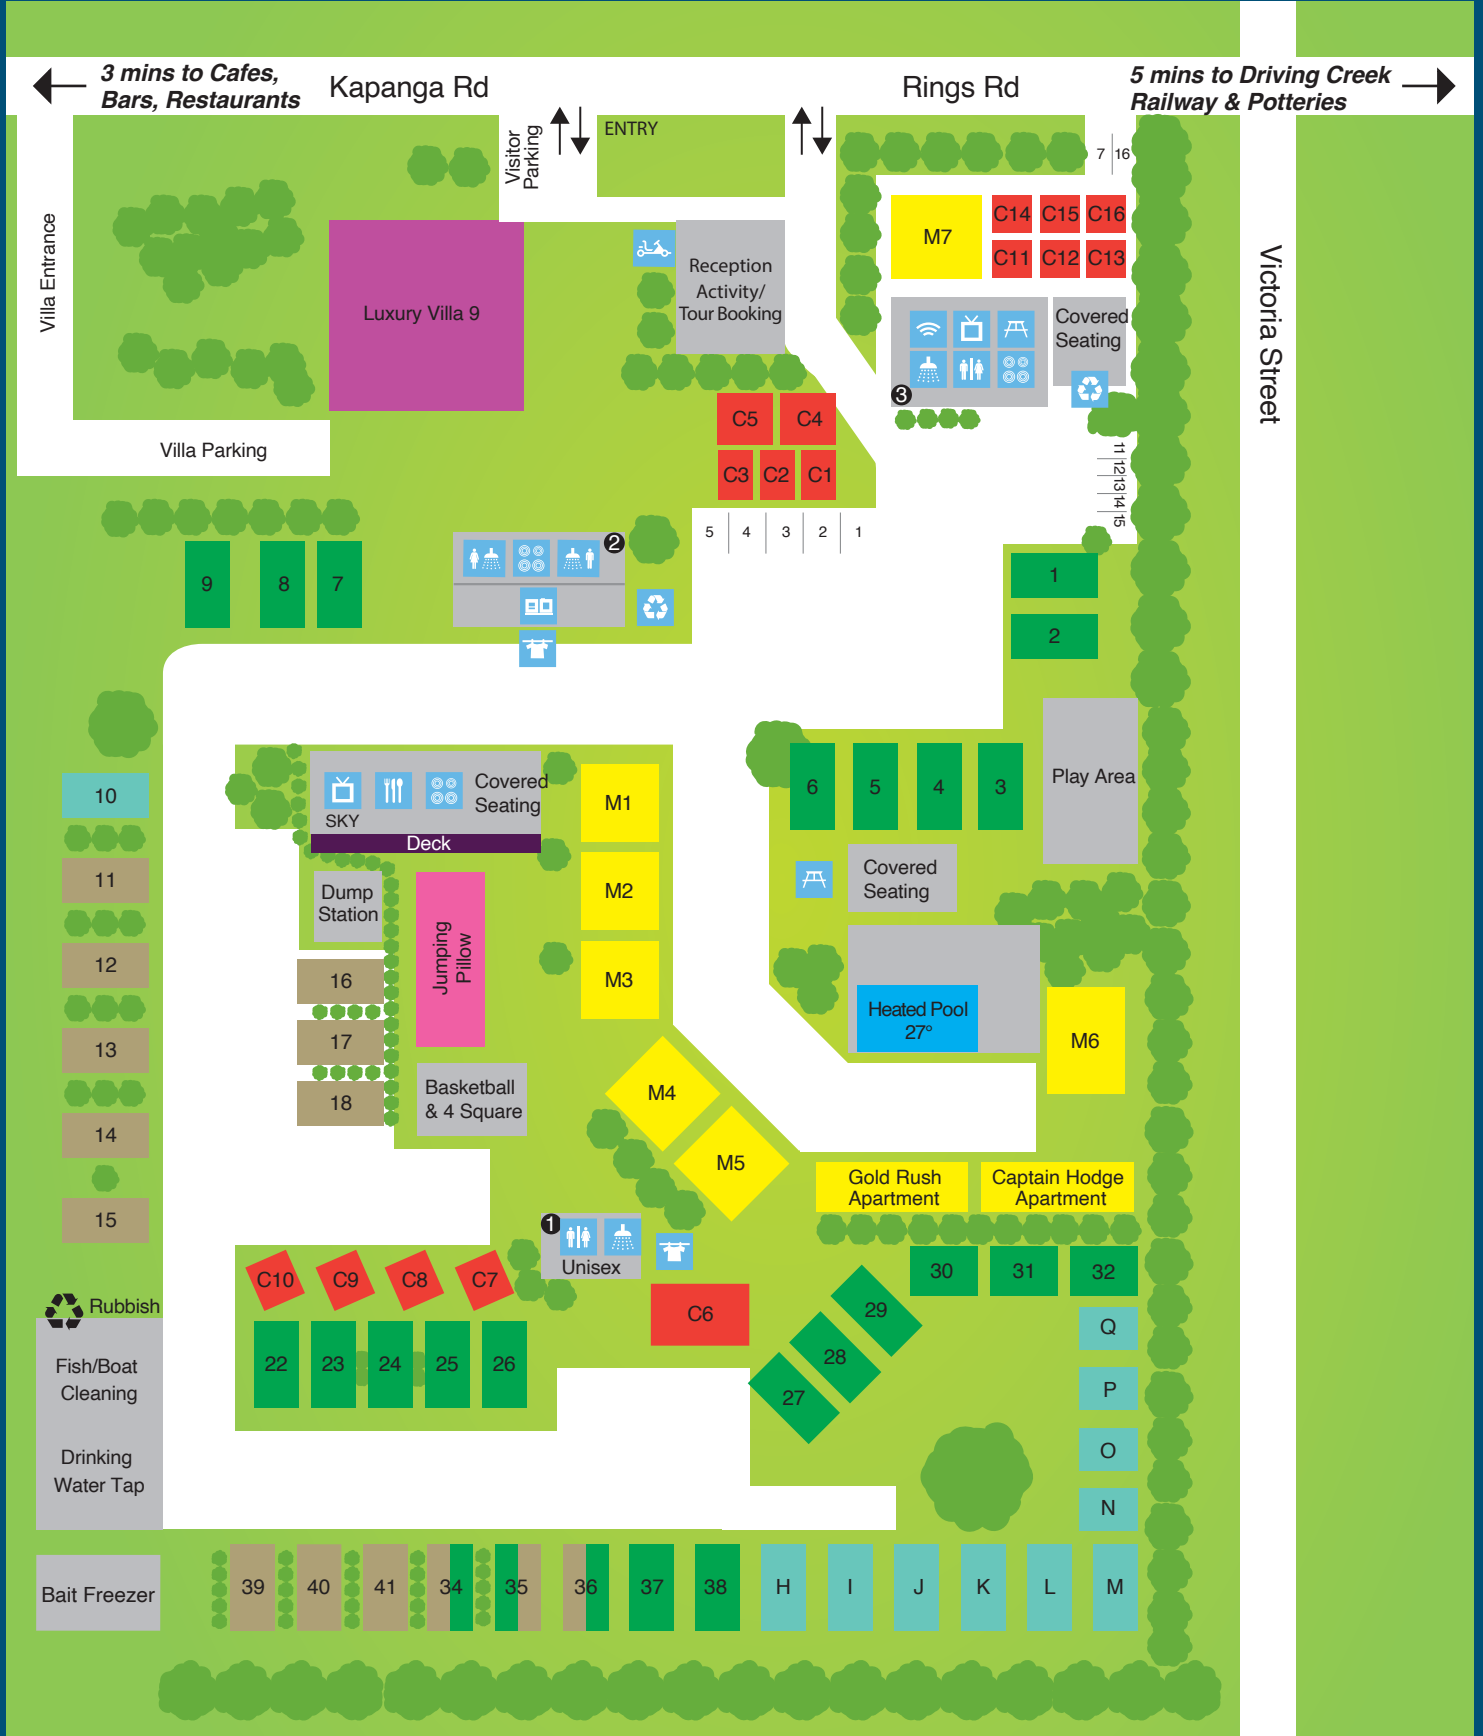 3 mins to Cafes,
Bars, Restaurants
Kapanga Rd
Rings Rd
5 mins to Driving Creek
Railway & Potteries
Visitor
Parking
ENTRY
7 16
Villa Entrance
Victoria Street
M7
C14 C15 C16
C11 C12 C13
Luxury Villa 9
Reception
Activity/
Tour Booking
Covered
Seating
3
Villa Parking
C5 C4
C3 C2 C1
11
12
13
14
15
5 4 3 2 1
2
9 8 7
1
2
10
11
12
13
14
15
SKY
Covered
Seating
Deck
M1
M2
M3
M4
M5
6 5 4 3
Play Area
Covered
Seating
Dump
Station
Jumping
Pillow
16
17
18
Basketball
& 4 Square
Heated Pool
27°
M6
Gold Rush
Apartment
Captain Hodge
Apartment
1
Unisex
C10 C9 C8 C7
C6
22 23 24 25 26
27
28
29
30 31 32
Q
P
O
N
Rubbish
Fish/Boat
Cleaning
Drinking
Water Tap
Bait Freezer
39 40 41 34 35 36 37 38 H I J K L M